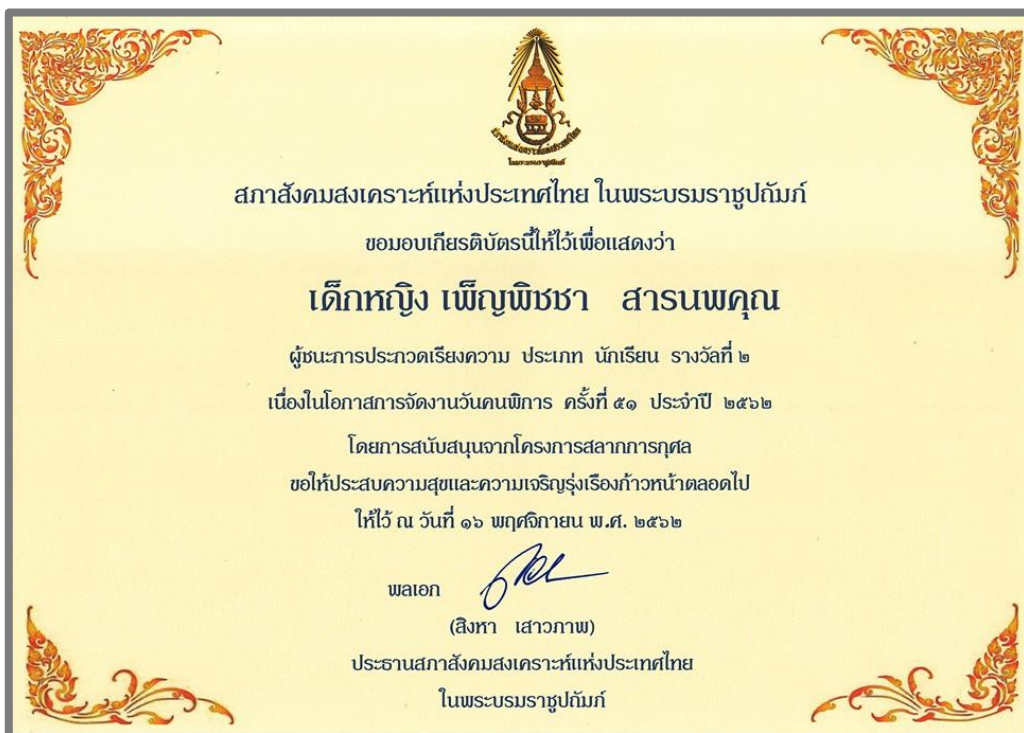 สภาสังคมสงเคราะห์แห่งประเทศไทย ในพระบรมราชูปถัมภ์
ขอมอบเกียรติบัตรนี้ให้ไว้เพื่อแสดงว่า
เด็กหญิง เพ็ญพิชชา สารนพคุณ
ผู้ชนะการประกวดเรียงความ ประเภท นักเรียน รางวัลที่ ๒
เนื่องในโอกาสการจัดงานวันคนพิการ ครั้งที่ ๕๑ ประจำปี ๒๕๖๒
โดยการสนับสนุนจากโครงการสลากการกุศล
ขอให้ประสบความสุขและความเจริญรุ่งเรืองก้าวหน้าตลอดไป
ให้ไว้ ณ วันที่ ๑๖ พฤศจิกายน พ.ศ. ๒๕๖๒
พลเอก
(สิงหา เสาวภาพ)
ประธานสภาสังคมสงเคราะห์แห่งประเทศไทย
ในพระบรมราชูปถัมภ์